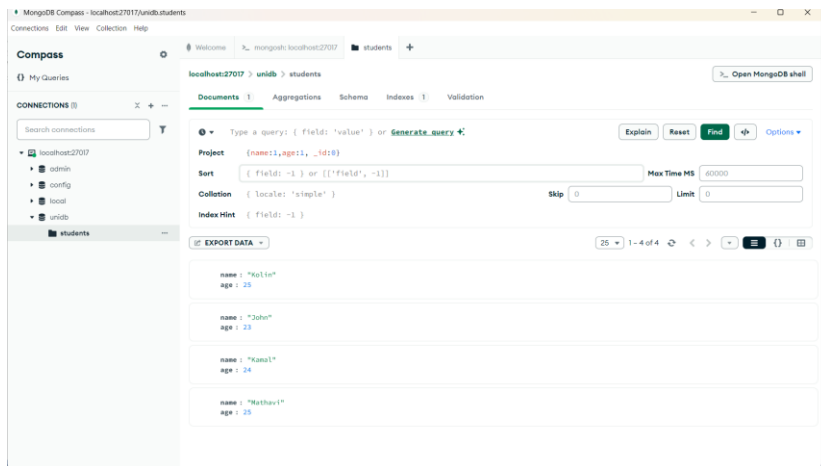 MongoDB Compass - localhost:27017/unidb.students
Connections Edit View Collection Help
Compass
{} My Queries
CONNECTIONS (1)
Search connections
localhost:27017
admin
config
local
unidb
students
Welcome
mongosh: localhost:27017
students
localhost:27017 > unidb > students
>_ Open MongoDB shell
Documents 1 Aggregations Schema Indexes 1 Validation
Type a query: { field: 'value' } or Generate query
Explain Reset Find </> Options
Project {name:1,age:1, _id:0}
Sort { field: -1 } or [['field', -1]] Max Time MS 60000
Collation { locale: 'simple' } Skip 0 Limit 0
Index Hint { field: -1 }
EXPORT DATA 25 1 - 4 of 4 {}
name : "Kolin"
age : 25
name : "John"
age : 23
name : "Kamal"
age : 24
name : "Mathavi"
age : 25